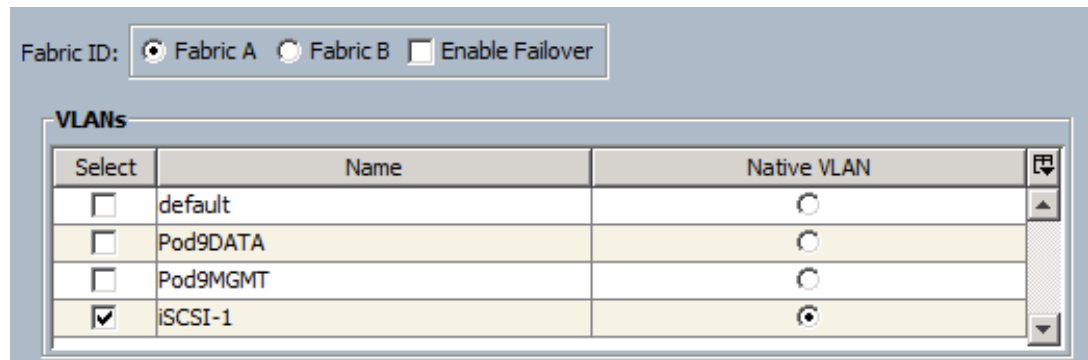 Fabric ID: Fabric A Fabric B Enable Failover
VLANs
Select Name Native VLAN
default
Pod9DATA
Pod9MGMT
iSCSI-1